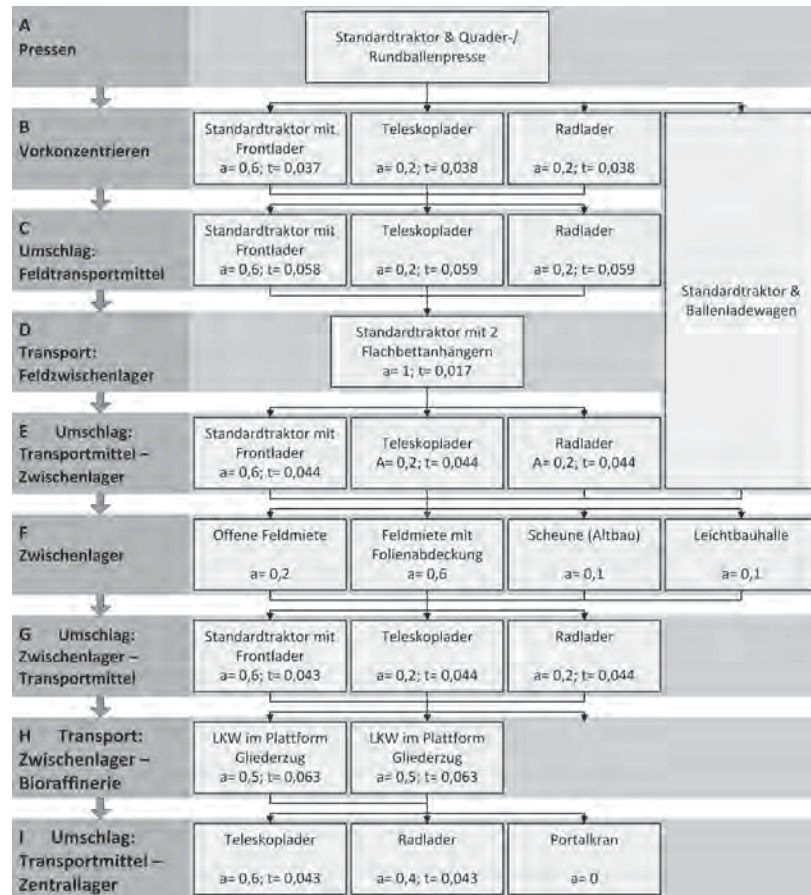 A
Pressen
Standardtraktor & Quader-/
Rundballenpresse
B
Vorkonzentrieren
Standardtraktor mit
Frontlader
a= 0,6; t= 0,037
Teleskoplader
a= 0,2; t= 0,038
Radlader
a= 0,2; t= 0,038
C
Umschlag:
Feldtransportmittel
Standardtraktor mit
Frontlader
a= 0,6; t= 0,058
Teleskoplader
a= 0,2; t= 0,059
Radlader
a= 0,2; t= 0,059
Standardtraktor &
Ballenladewagen
D
Transport:
Feldzwischenlager
Standardtraktor mit 2
Flachbettanhängern
a= 1; t= 0,017
E Umschlag:
Transportmittel –
Zwischenlager
Standardtraktor mit
Frontlader
a= 0,6; t= 0,044
Teleskoplader
A= 0,2; t= 0,044
Radlader
A= 0,2; t= 0,044
F
Zwischenlager
Offene Feldmiete
a= 0,2
Feldmiete mit
Folienabdeckung
a= 0,6
Scheune (Altbau)
a= 0,1
Leichtbauhalle
a= 0,1
G Umschlag:
Zwischenlager –
Transportmittel
Standardtraktor mit
Frontlader
a= 0,6; t= 0,043
Teleskoplader
a= 0,2; t= 0,044
Radlader
a= 0,2; t= 0,044
H Transport:
Zwischenlager –
Bioraffinerie
LKW im Plattform
Gliederzug
a= 0,5; t= 0,063
LKW im Plattform
Gliederzug
a= 0,5; t= 0,063
I Umschlag:
Transportmittel –
Zentrallager
Teleskoplader
a= 0,6; t= 0,043
Radlader
a= 0,4; t= 0,043
Portalkran
a= 0